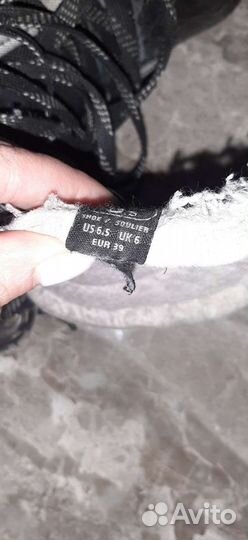 SHOE / SOULIER
US 6.5 UK 6
EUR 39
Avito